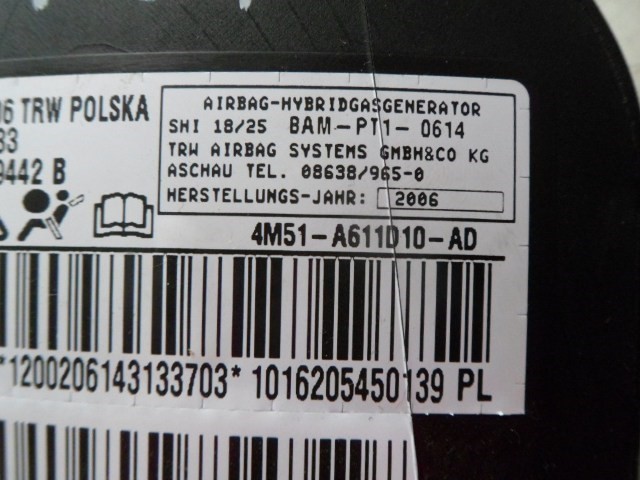 06 TRW POLSKA
83
9442 B
AIRBAG-HYBRIDGASGENERATOR
SHI 18/25 BAM-PT1-0614
TRW AIRBAG SYSTEMS GMBH&CO KG
ASCHAU TEL. 08638/965-0
HERSTELLUNGS-JAHR: 2006
4M51-A611D10-AD
*1200206143133703* 1016205450139 PL